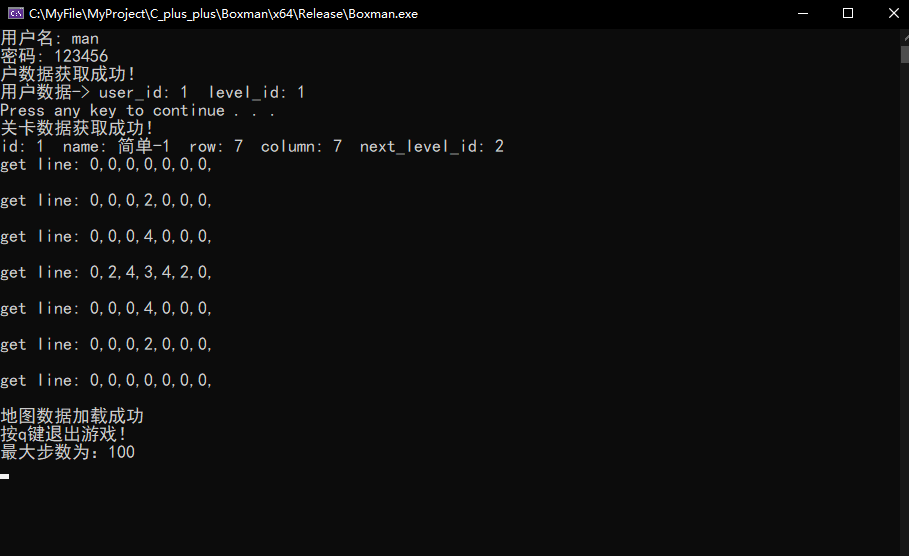 C:\MyFile\MyProject\C_plus_plus\Boxman\x64\Release\Boxman.exe
用户名: man
密码: 123456
户数据获取成功!
用户数据-> user_id: 1  level_id: 1
Press any key to continue . . .
关卡数据获取成功!
id: 1  name: 简单-1  row: 7  column: 7  next_level_id: 2
get line: 0,0,0,0,0,0,0,
get line: 0,0,0,2,0,0,0,
get line: 0,0,0,4,0,0,0,
get line: 0,2,4,3,4,2,0,
get line: 0,0,0,4,0,0,0,
get line: 0,0,0,2,0,0,0,
get line: 0,0,0,0,0,0,0,
地图数据加载成功
按q键退出游戏!
最大步数为：100